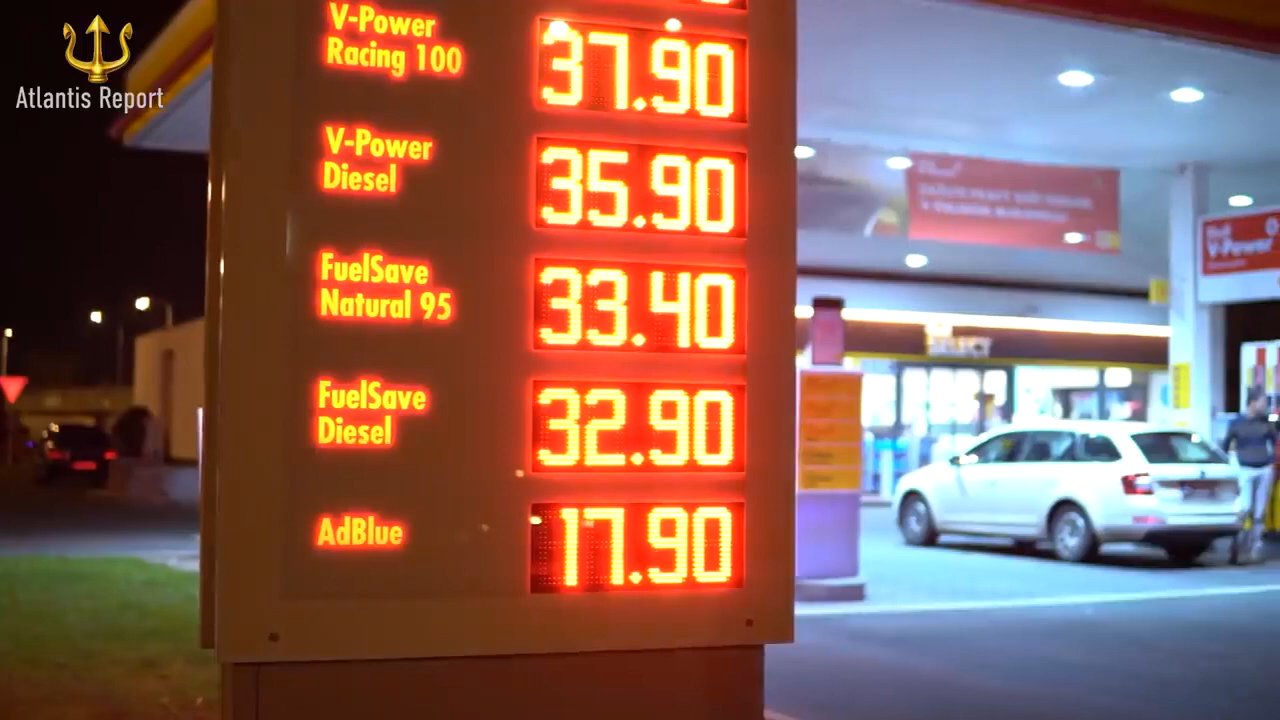 Atlantis Report
V-Power
Racing 100
37.90
V-Power
Diesel
35.90
FuelSave
Natural 95
33.40
FuelSave
Diesel
32.90
AdBlue
17.90
V-Power